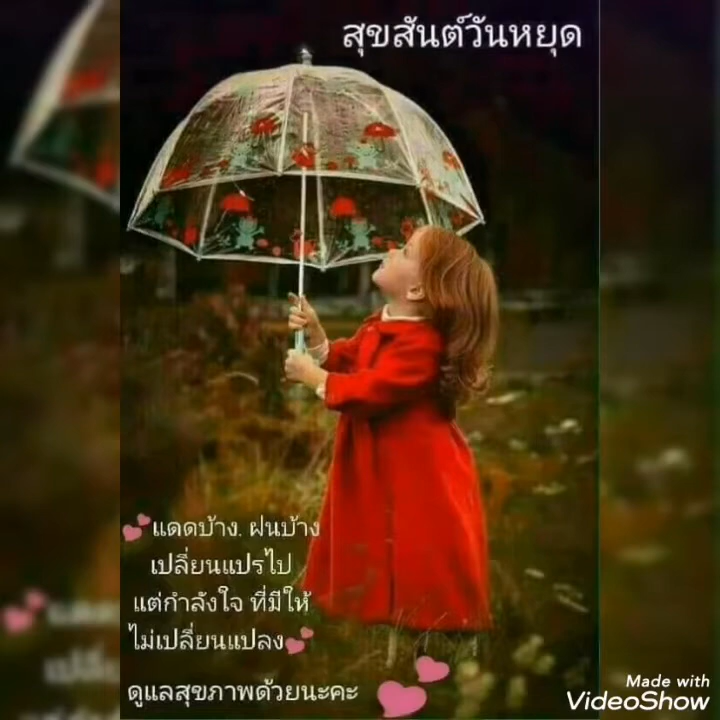 สุขสันต์วันหยุด
แดดบ้าง. ฝนบ้าง
เปลี่ยนแปรไป
แต่กำลังใจ ที่มีให้
ไม่เปลี่ยนแปลง
ดูแลสุขภาพด้วยนะคะ
Made with
VideoShow